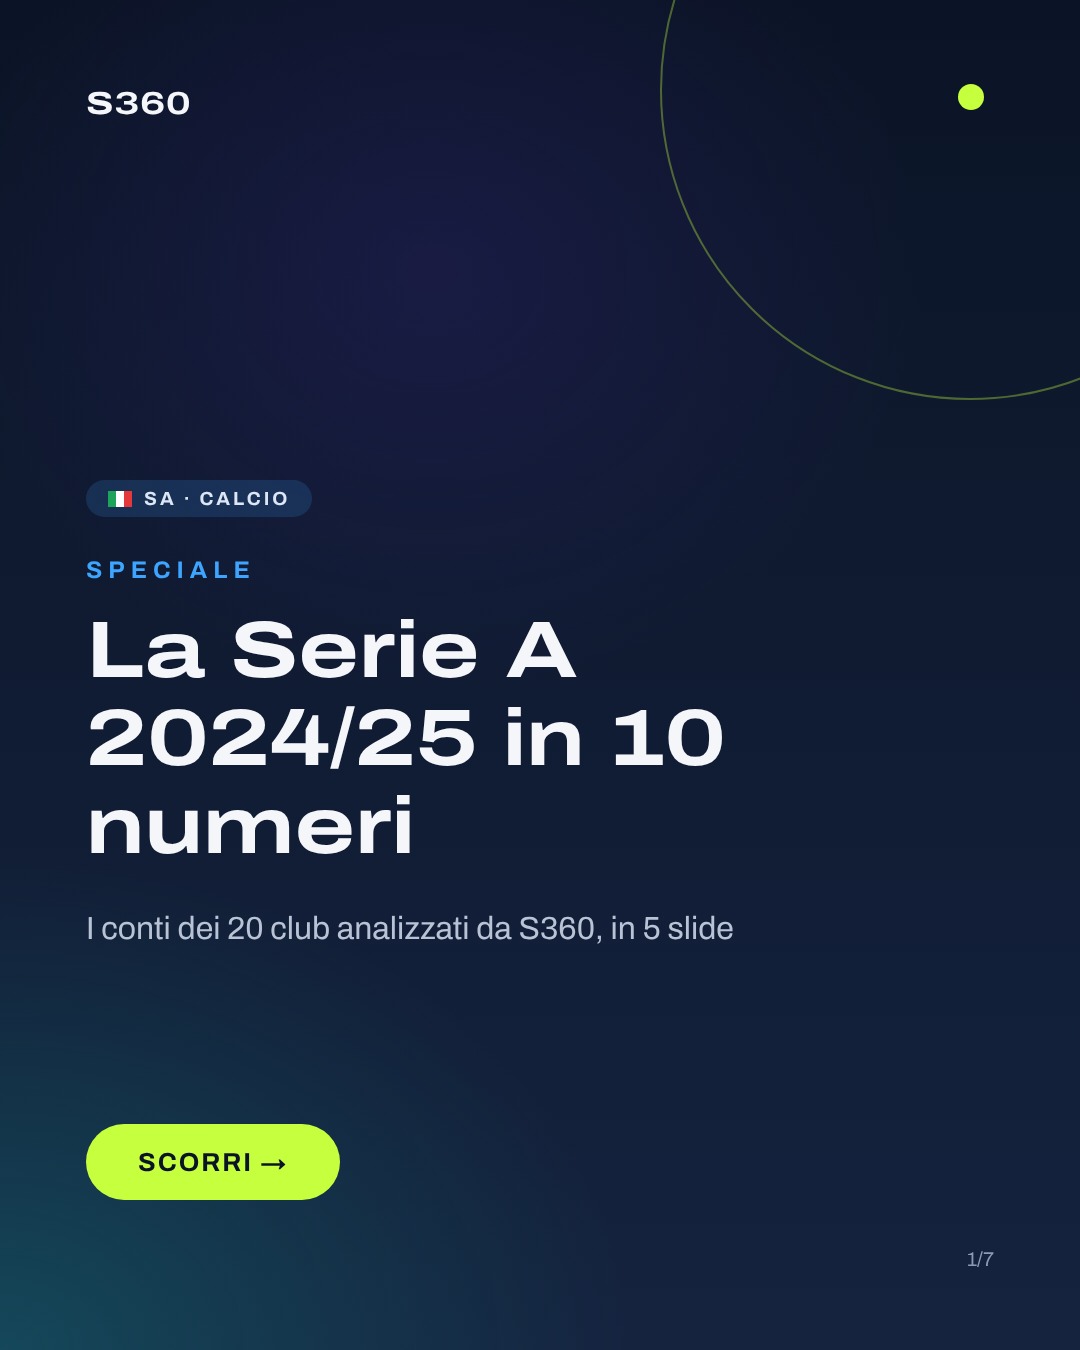 S360
SA · CALCIO
SPECIALE
La Serie A
2024/25 in 10
numeri
I conti dei 20 club analizzati da S360, in 5 slide
SCORRI →
1/7